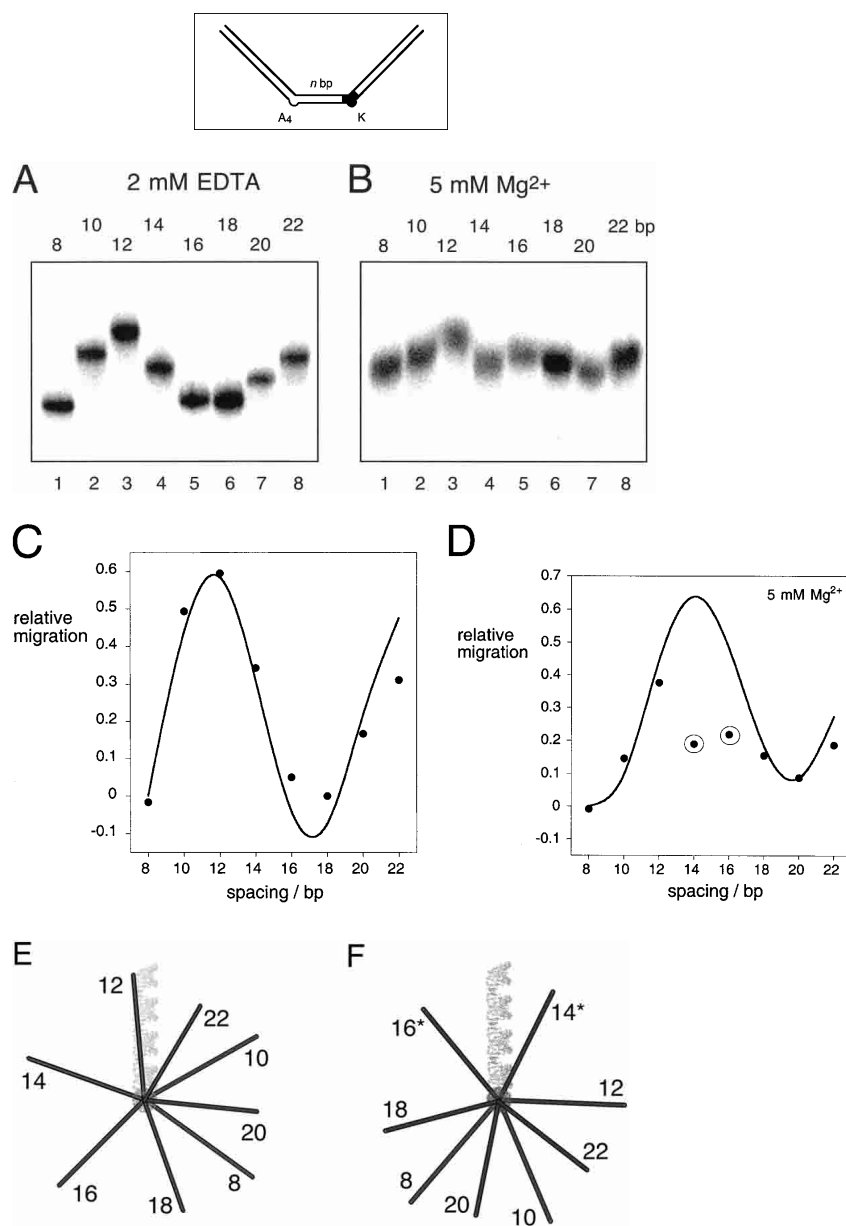 n bp
A4 K
A 2 mM EDTA
10 14 18 22
8 12 16 20
1 2 3 4 5 6 7 8
B 5 mM Mg2+
10 14 18 22 bp
8 12 16 20
1 2 3 4 5 6 7 8
C
relative
migration
0.6
0.5
0.4
0.3
0.2
0.1
0
-0.1
8 10 12 14 16 18 20 22
spacing / bp
D
5 mM Mg2+
relative
migration
0.7
0.6
0.5
0.4
0.3
0.2
0.1
0
-0.1
8 10 12 14 16 18 20 22
spacing / bp
E
12
22
10
14
20
8
16
18
F
16*
14*
12
18
22
8
20
10